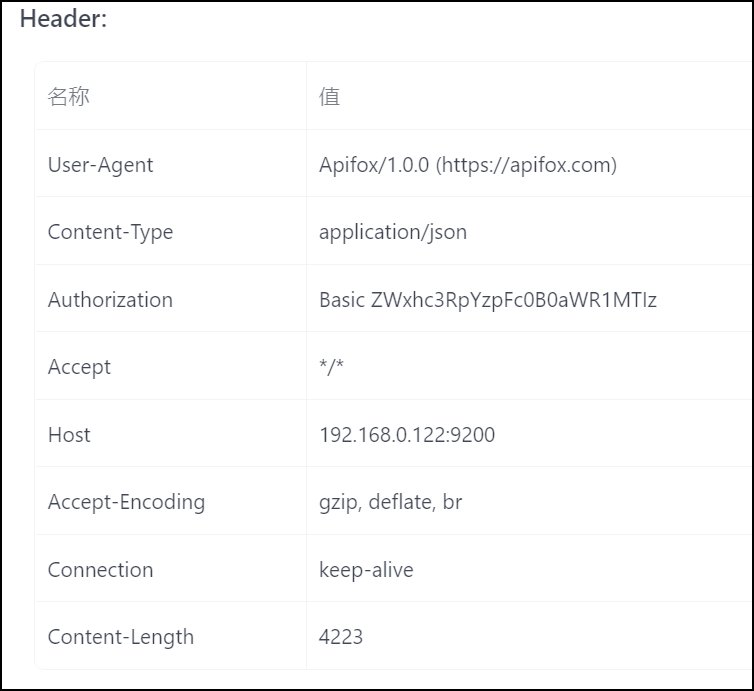 Header:
名称 值
User-Agent Apifox/1.0.0 (https://apifox.com)
Content-Type application/json
Authorization Basic ZWxhc3RpYzpFc0B0aWR1MTIz
Accept */*
Host 192.168.0.122:9200
Accept-Encoding gzip, deflate, br
Connection keep-alive
Content-Length 4223